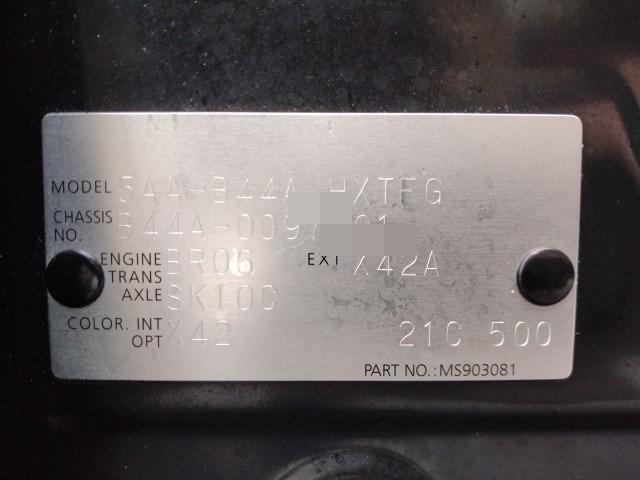 MODEL 5AA-B44A HXTEG
CHASSIS NO. B44A-009
ENGINE BR06 EXT X42A
TRANS AXLE SK10C
COLOR. INT OPT X42 21C 500
PART NO.:MS903081